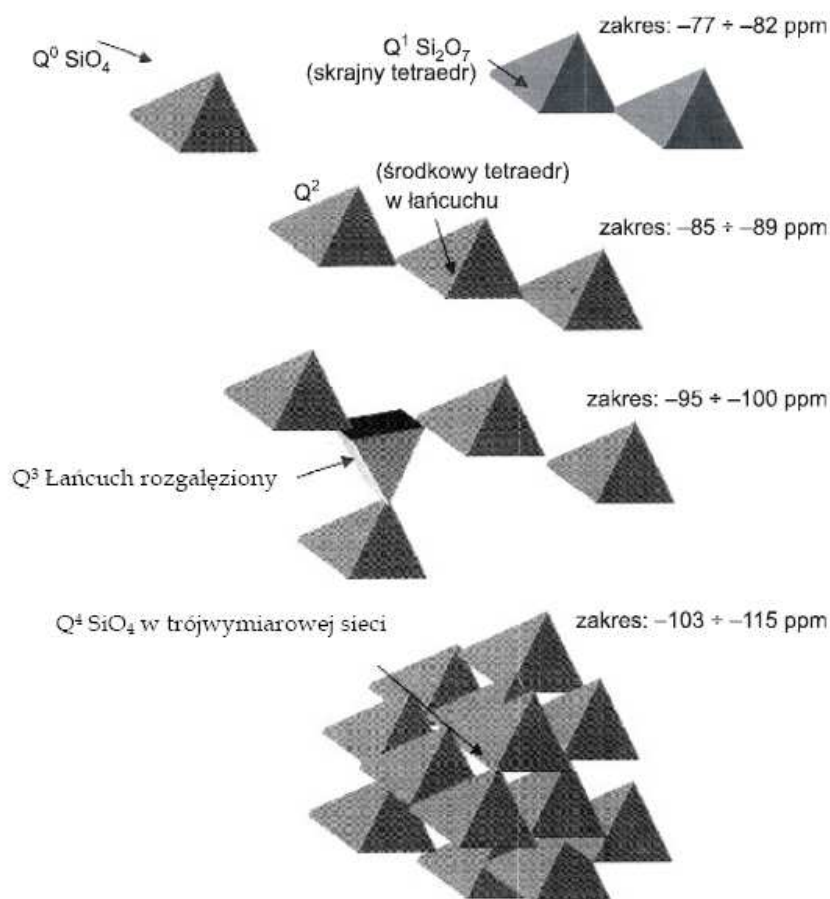 Q⁰ SiO₄
Q¹ Si₂O₇
(skrajny tetraedr)
zakres: –77 ÷ –82 ppm
Q²
(środkowy tetraedr)
w łańcuchu
zakres: –85 ÷ –89 ppm
zakres: –95 ÷ –100 ppm
Q³ Łańcuch rozgałęziony
Q⁴ SiO₄ w trójwymiarowej sieci
zakres: –103 ÷ –115 ppm